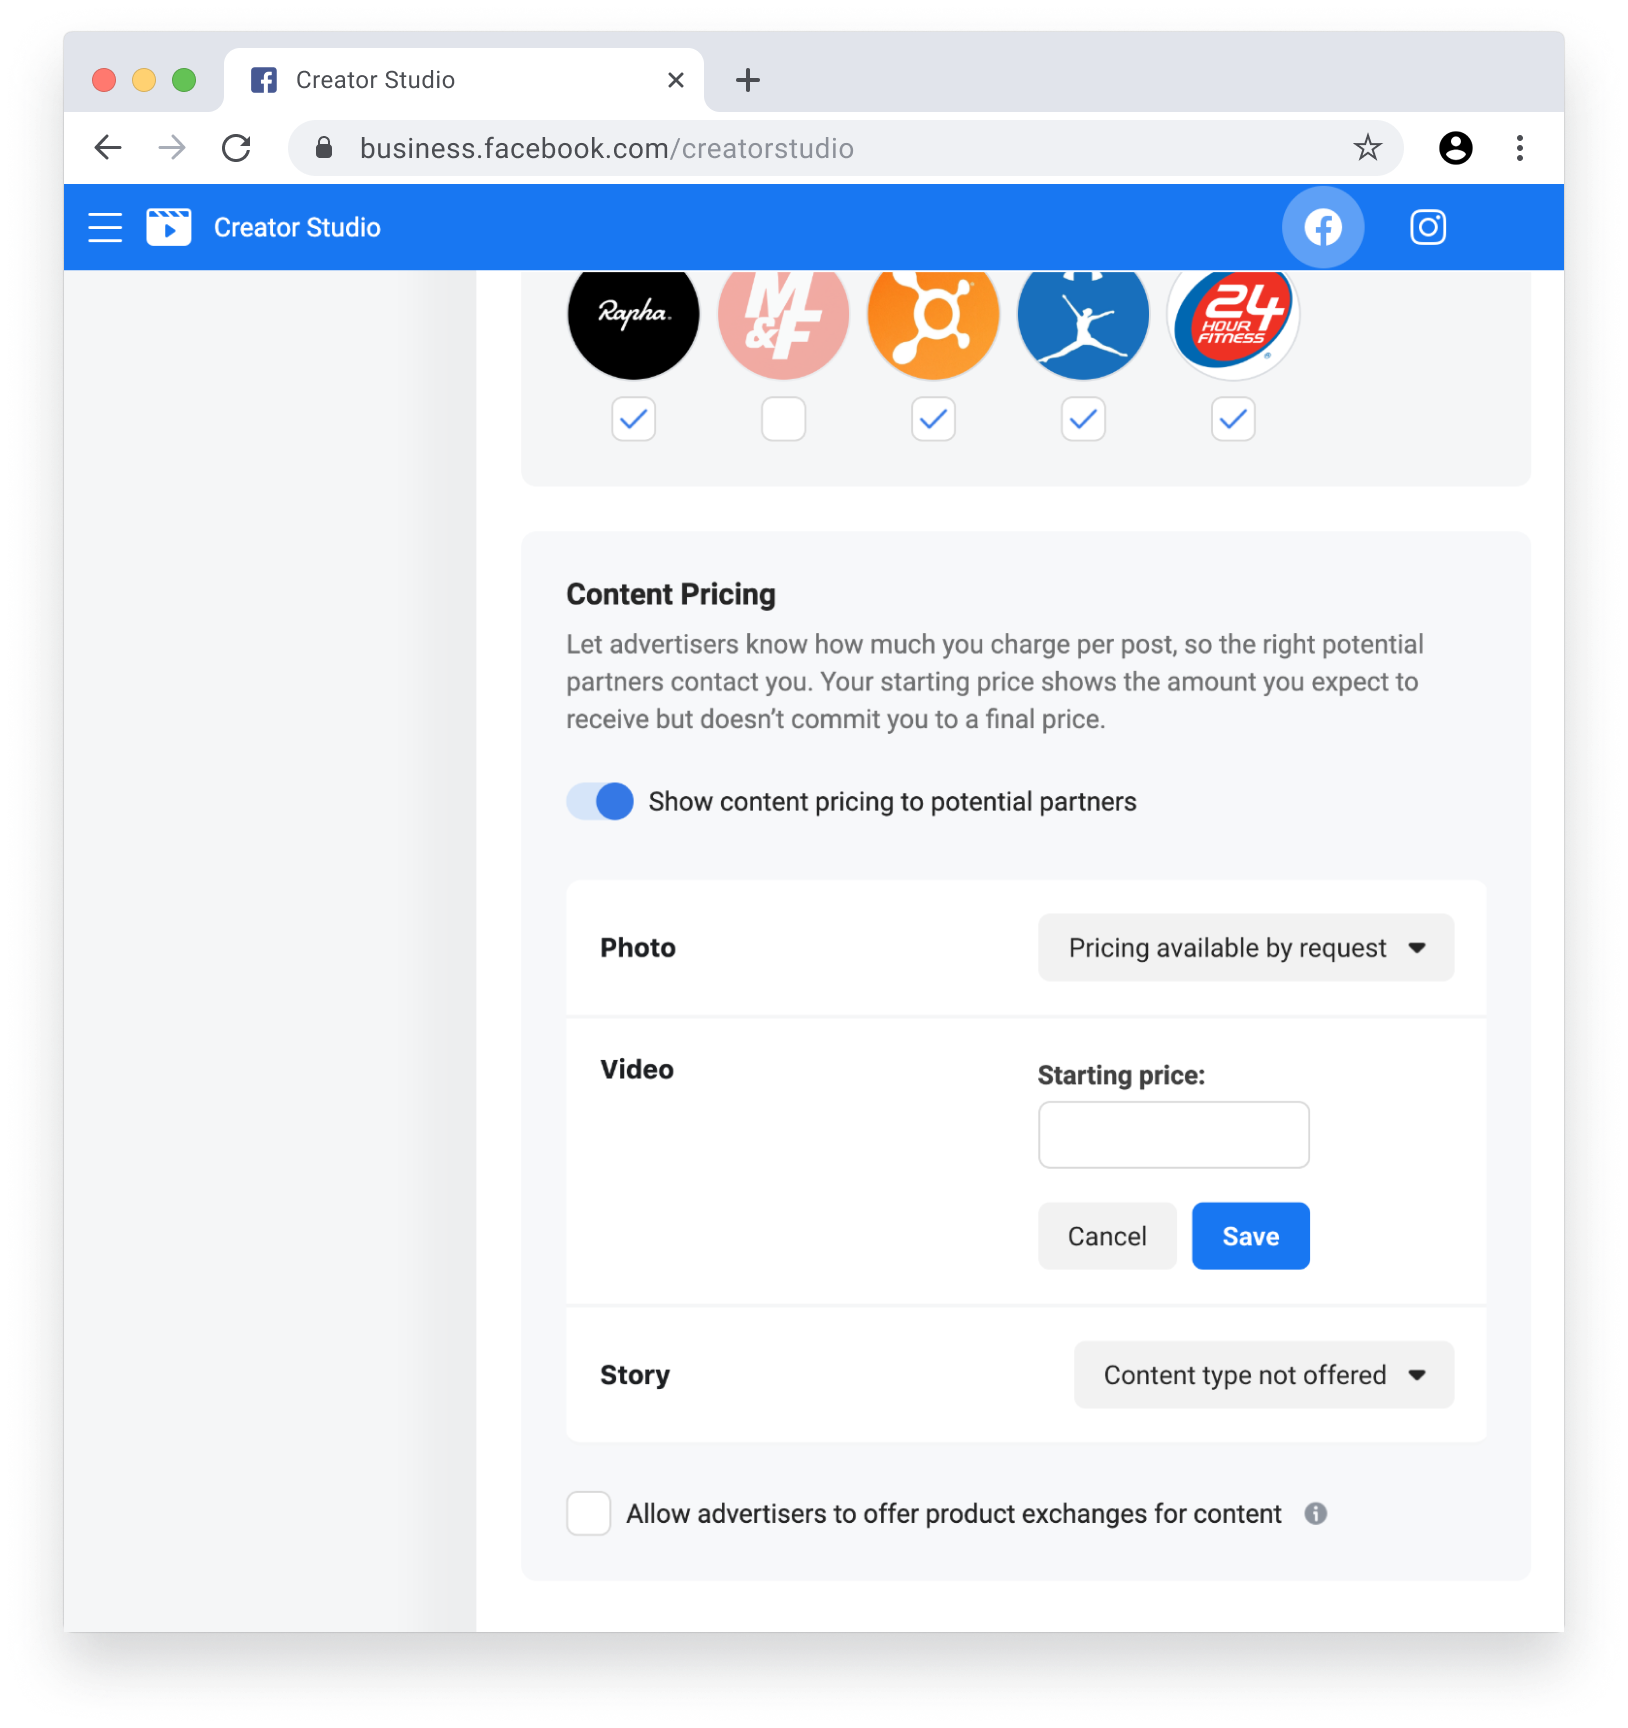 Creator Studio
business.facebook.com/creatorstudio
Creator Studio
Rapha.
M
&F
24
HOUR
FITNESS
Content Pricing
Let advertisers know how much you charge per post, so the right potential
partners contact you. Your starting price shows the amount you expect to
receive but doesn’t commit you to a final price.
Show content pricing to potential partners
Photo
Pricing available by request
Video
Starting price:
Cancel
Save
Story
Content type not offered
Allow advertisers to offer product exchanges for content